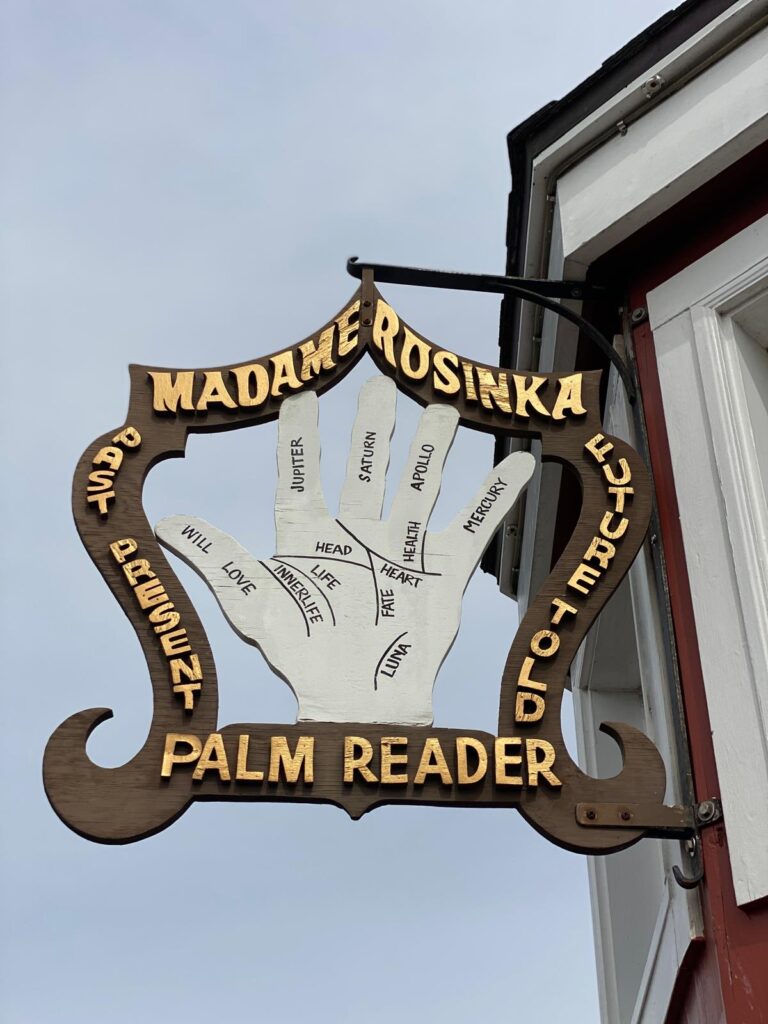 MADAME ROSINKA
PAST PRESENT
FUTURE TOLD
JUPITER
SATURN
APOLLO
MERCURY
WILL
LOVE
HEAD
HEALTH
HEART
LIFE
INNERLIFE
FATE
LUNA
PALM READER